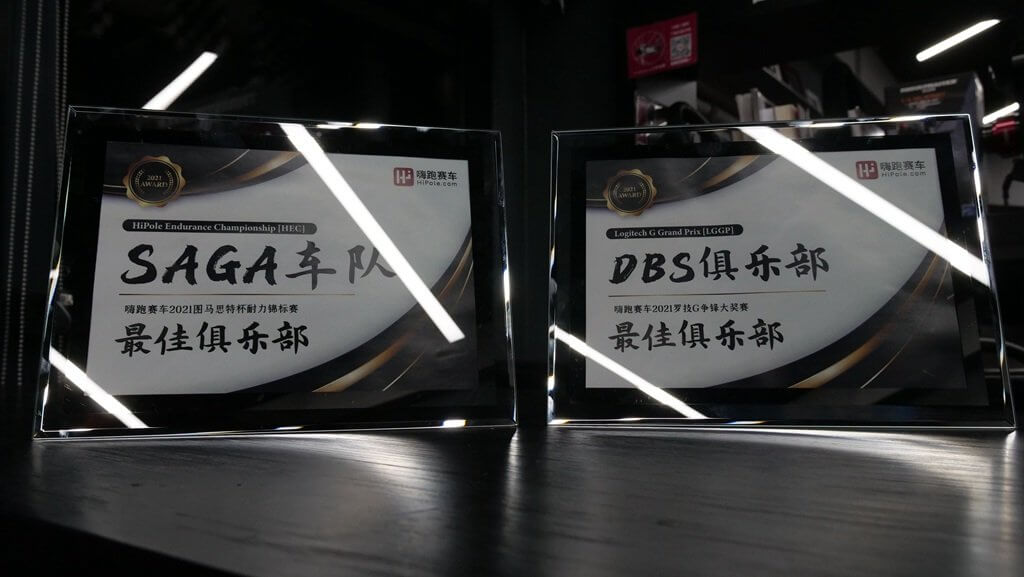 2021
AWARD
Hi 嗨跑赛车
HiPole.com
HiPole Endurance Championship [HEC]
SAGA车队
嗨跑赛车2021图马思特杯耐力锦标赛
最佳俱乐部
2021
AWARD
Hi 嗨跑赛车
HiPole.com
Logitech G Grand Prix [LGGP]
DBS俱乐部
嗨跑赛车2021罗技G争锋大奖赛
最佳俱乐部